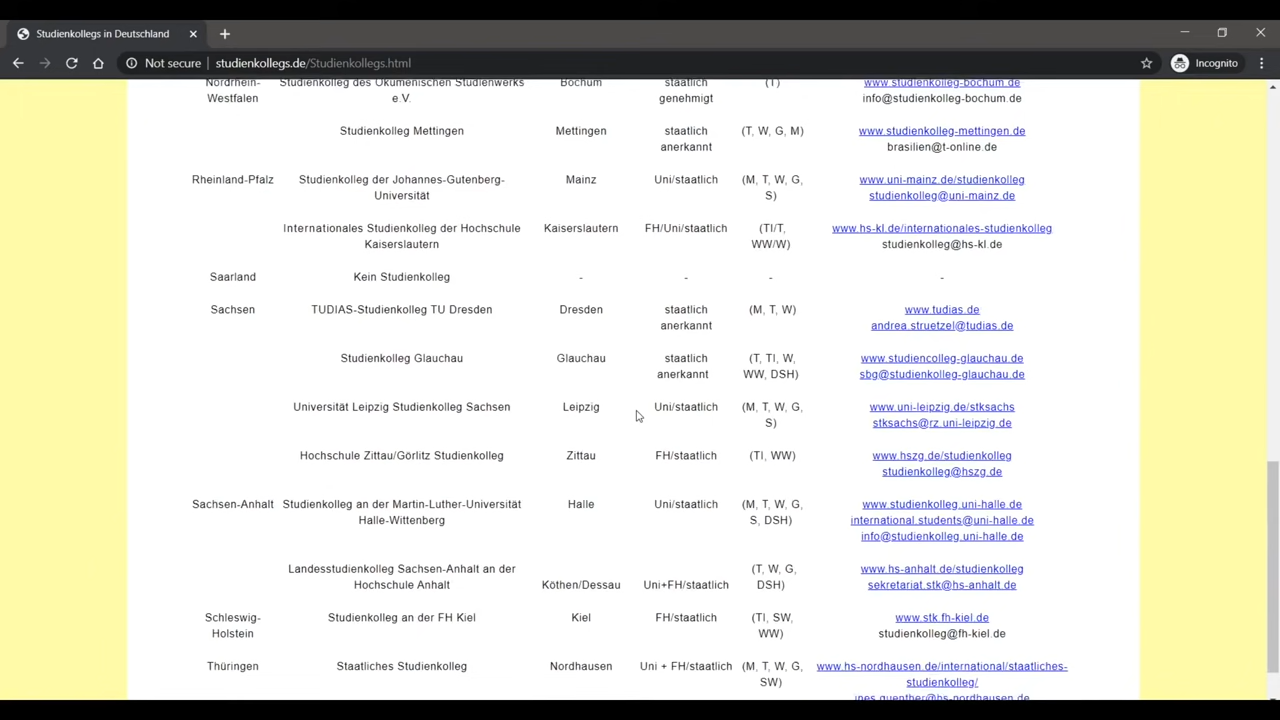 Studienkollegs in Deutschland
Not secure studienkollegs.de/Studienkollegs.html
Incognito
Nordrhein- Studienkolleg des Ökumenischen Studienwerks Bochum staatlich (T) www.studienkolleg-bochum.de
Westfalen e.V. genehmigt info@studienkolleg-bochum.de
Studienkolleg Mettingen Mettingen staatlich (T, W, G, M) www.studienkolleg-mettingen.de
anerkannt brasilien@t-online.de
Rheinland-Pfalz Studienkolleg der Johannes-Gutenberg- Mainz Uni/staatlich (M, T, W, G, www.uni-mainz.de/studienkolleg
Universität S) studienkolleg@uni-mainz.de
Internationales Studienkolleg der Hochschule Kaiserslautern FH/Uni/staatlich (TI/T, www.hs-kl.de/internationales-studienkolleg
Kaiserslautern WW/W) studienkolleg@hs-kl.de
Saarland Kein Studienkolleg - - - -
Sachsen TUDIAS-Studienkolleg TU Dresden Dresden staatlich (M, T, W) www.tudias.de
anerkannt andrea.struetzel@tudias.de
Studienkolleg Glauchau Glauchau staatlich (T, TI, W, www.studiencolleg-glauchau.de
anerkannt WW, DSH) sbg@studienkolleg-glauchau.de
Universität Leipzig Studienkolleg Sachsen Leipzig Uni/staatlich (M, T, W, G, www.uni-leipzig.de/stksachs
S) stksachs@rz.uni-leipzig.de
Hochschule Zittau/Görlitz Studienkolleg Zittau FH/staatlich (TI, WW) www.hszg.de/studienkolleg
studienkolleg@hszg.de
Sachsen-Anhalt Studienkolleg an der Martin-Luther-Universität Halle Uni/staatlich (M, T, W, G, www.studienkolleg.uni-halle.de
Halle-Wittenberg S, DSH) international.students@uni-halle.de
info@studienkolleg.uni-halle.de
Landesstudienkolleg Sachsen-Anhalt an der (T, W, G, www.hs-anhalt.de/studienkolleg
Hochschule Anhalt Köthen/Dessau Uni+FH/staatlich DSH) sekretariat.stk@hs-anhalt.de
Schleswig- Studienkolleg an der FH Kiel Kiel FH/staatlich (TI, SW, www.stk.fh-kiel.de
Holstein WW) studienkolleg@fh-kiel.de
Thüringen Staatliches Studienkolleg Nordhausen Uni + FH/staatlich (M, T, W, G, www.hs-nordhausen.de/international/staatliches-
SW) studienkolleg/
ines.guenther@hs-nordhausen.de